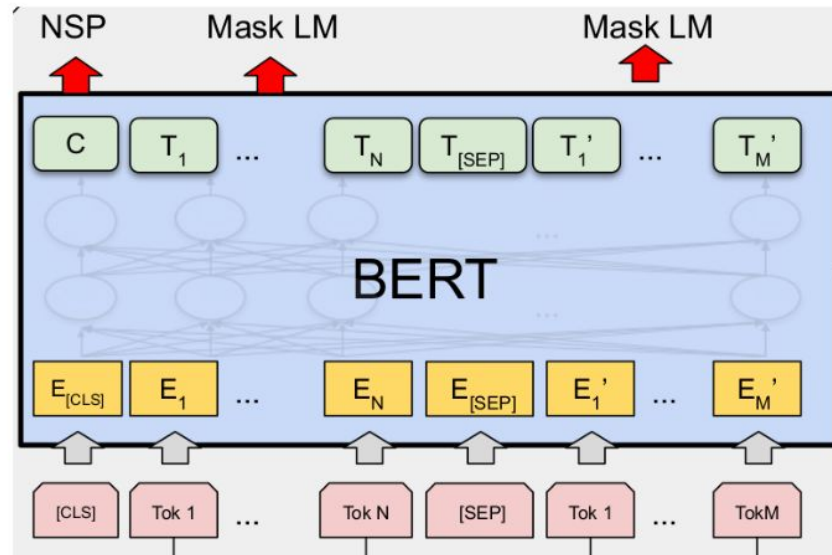 NSP Mask LM Mask LM
C T1 ... TN T[SEP] T1’ ... TM’
...
BERT
...
E[CLS] E1 ... EN E[SEP] E1’ ... EM’
[CLS] Tok 1 ... Tok N [SEP] Tok 1 ... TokM